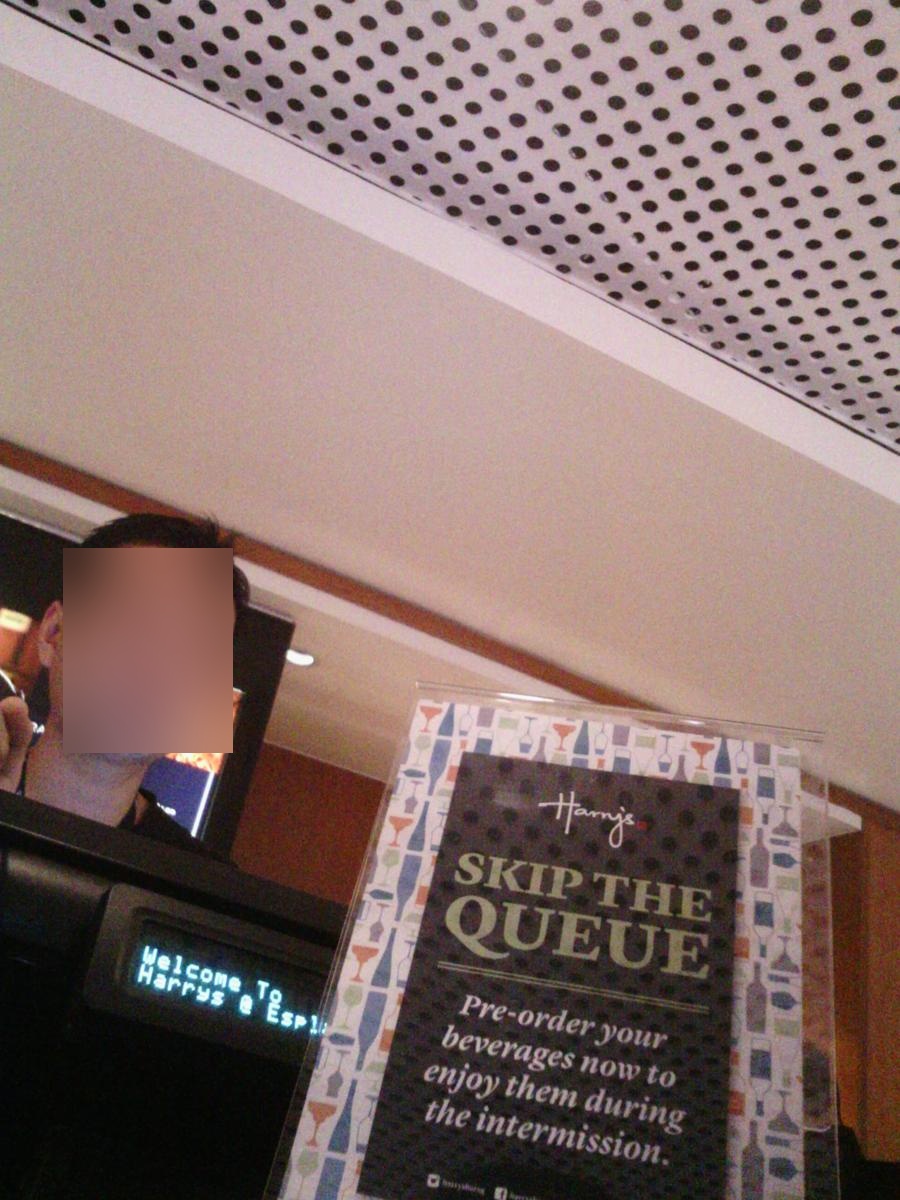 Harry's
SKIP THE
QUEUE
Pre-order your
beverages now to
enjoy them during
the intermission.
Welcome To
Harrys @ Espl